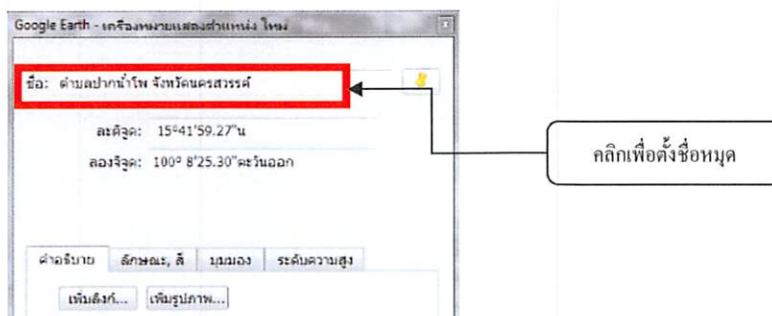 Google Earth - เครื่องหมายแสดงตำแหน่ง ใหม่
ชื่อ: ตำบลปากน้ำโพ จังหวัดนครสวรรค์
ละติจูด: 15°41'59.27"น
ลองจิจูด: 100° 8'25.30"ตะวันออก
คลิกเพื่อตั้งชื่อหมุด
คำอธิบาย ลักษณะ, สี มุมมอง ระดับความสูง
เพิ่มลิงก์... เพิ่มรูปภาพ...